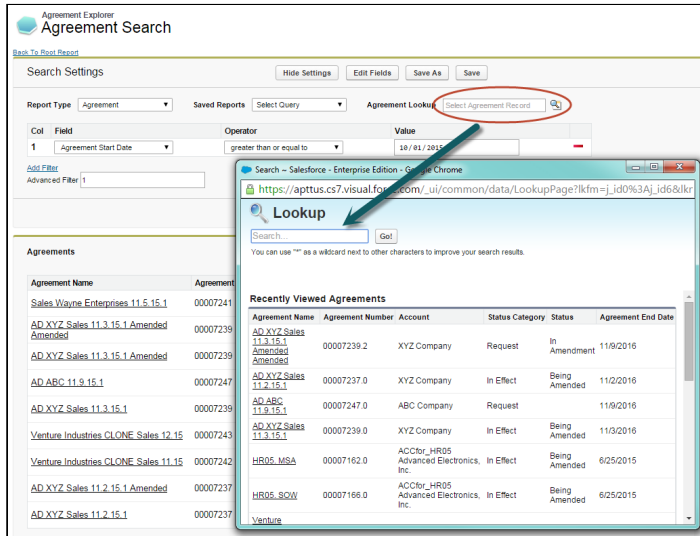 Agreement Explorer
Agreement Search
Back To Root Report
Search Settings
Hide Settings
Edit Fields
Save As
Save
Report Type
Agreement
Saved Reports
Select Query
Agreement Lookup
Select Agreement Record
Col Field Operator Value
1 Agreement Start Date greater than or equal to 10/01/2015
Add Filter
Advanced Filter 1
Agreements
Agreement Name Agreement
Sales Wayne Enterprises 11.5.15.1 00007241
AD XYZ Sales 11.3.15.1 Amended
Amended
00007239
AD XYZ Sales 11.3.15.1 Amended 00007239
AD ABC 11.9.15.1 00007247
AD XYZ Sales 11.3.15.1 00007239
Venture Industries CLONE Sales 12.15 00007243
Venture Industries CLONE Sales 11.15 00007242
AD XYZ Sales 11.2.15.1 Amended 00007237
AD XYZ Sales 11.2.15.1 00007237
Search ~ Salesforce - Enterprise Edition - Google Chrome
https://apttus.cs7.visual.force.com/_ui/common/data/LookupPage?lkfm=j_id0%3Aj_id6&lkr
Lookup
Search...
Go!
You can use "*" as a wildcard next to other characters to improve your search results.
Recently Viewed Agreements
Agreement Name Agreement Number Account Status Category Status Agreement End Date
AD XYZ Sales
11.3.15.1
Amended
Amended
00007239.2 XYZ Company Request
In
Amendment
11/9/2016
AD XYZ Sales
11.2.15.1
00007237.0 XYZ Company In Effect
Being
Amended
11/2/2016
AD ABC
11.9.15.1
00007247.0 ABC Company Request 11/9/2016
AD XYZ Sales
11.3.15.1
00007239.0 XYZ Company In Effect
Being
Amended
11/3/2016
HR05. MSA 00007162.0
ACCfor_HR05
Advanced Electronics,
Inc.
In Effect
Being
Amended
6/25/2015
HR05. SOW 00007166.0
ACCfor_HR05
Advanced Electronics,
Inc.
In Effect
Being
Amended
6/25/2015
Venture